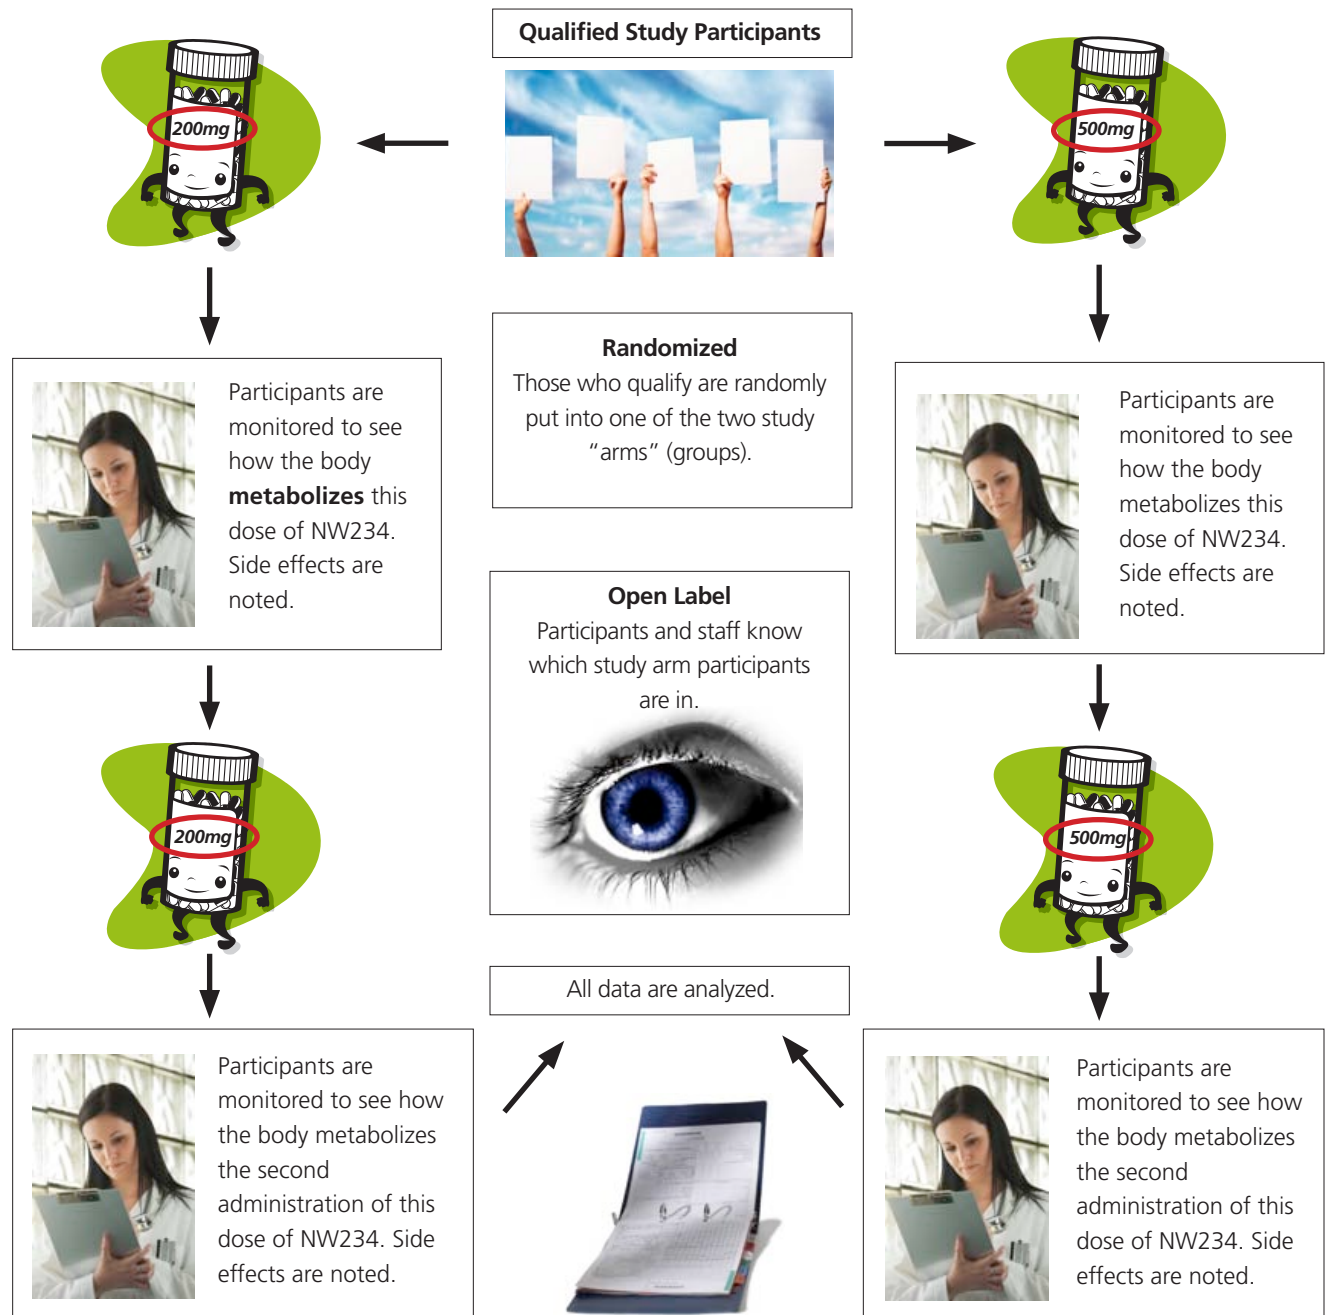 Qualified Study Participants
200mg
500mg
Randomized
Those who qualify are randomly
put into one of the two study
“arms” (groups).
Participants are
monitored to see
how the body
metabolizes this
dose of NW234.
Side effects are
noted.
Participants are
monitored to see
how the body
metabolizes this
dose of NW234.
Side effects are
noted.
Open Label
Participants and staff know
which study arm participants
are in.
200mg
500mg
All data are analyzed.
Participants are
monitored to see how
the body metabolizes
the second
administration of this
dose of NW234. Side
effects are noted.
Participants are
monitored to see how
the body metabolizes
the second
administration of this
dose of NW234. Side
effects are noted.